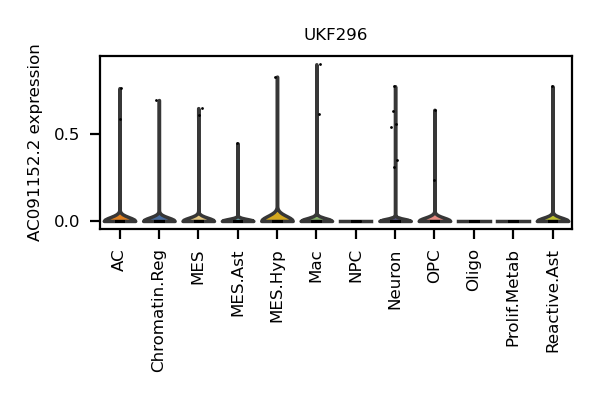 UKF296
AC091152.2 expression
0.5
0.0
AC
Chromatin.Reg
MES
MES.Ast
MES.Hyp
Mac
NPC
Neuron
OPC
Oligo
Prolif.Metab
Reactive.Ast